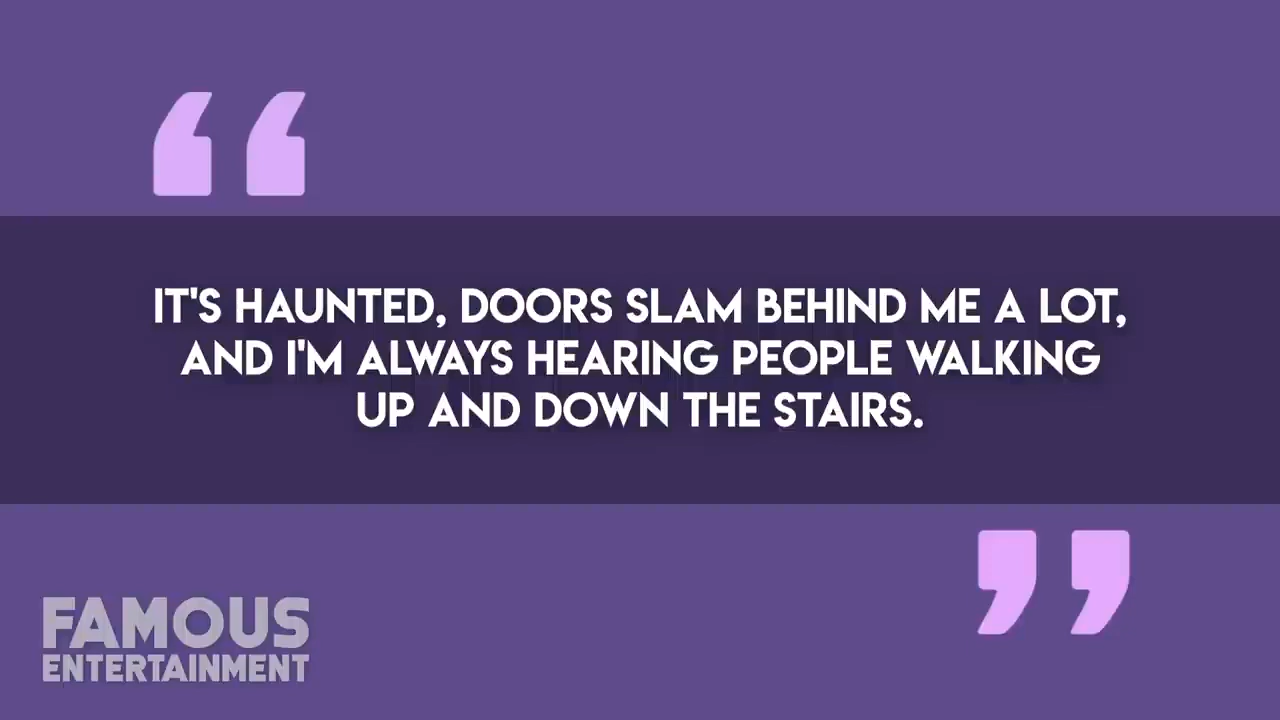 IT'S HAUNTED, DOORS SLAM BEHIND ME A LOT,
AND I'M ALWAYS HEARING PEOPLE WALKING
UP AND DOWN THE STAIRS.
FAMOUS
ENTERTAINMENT